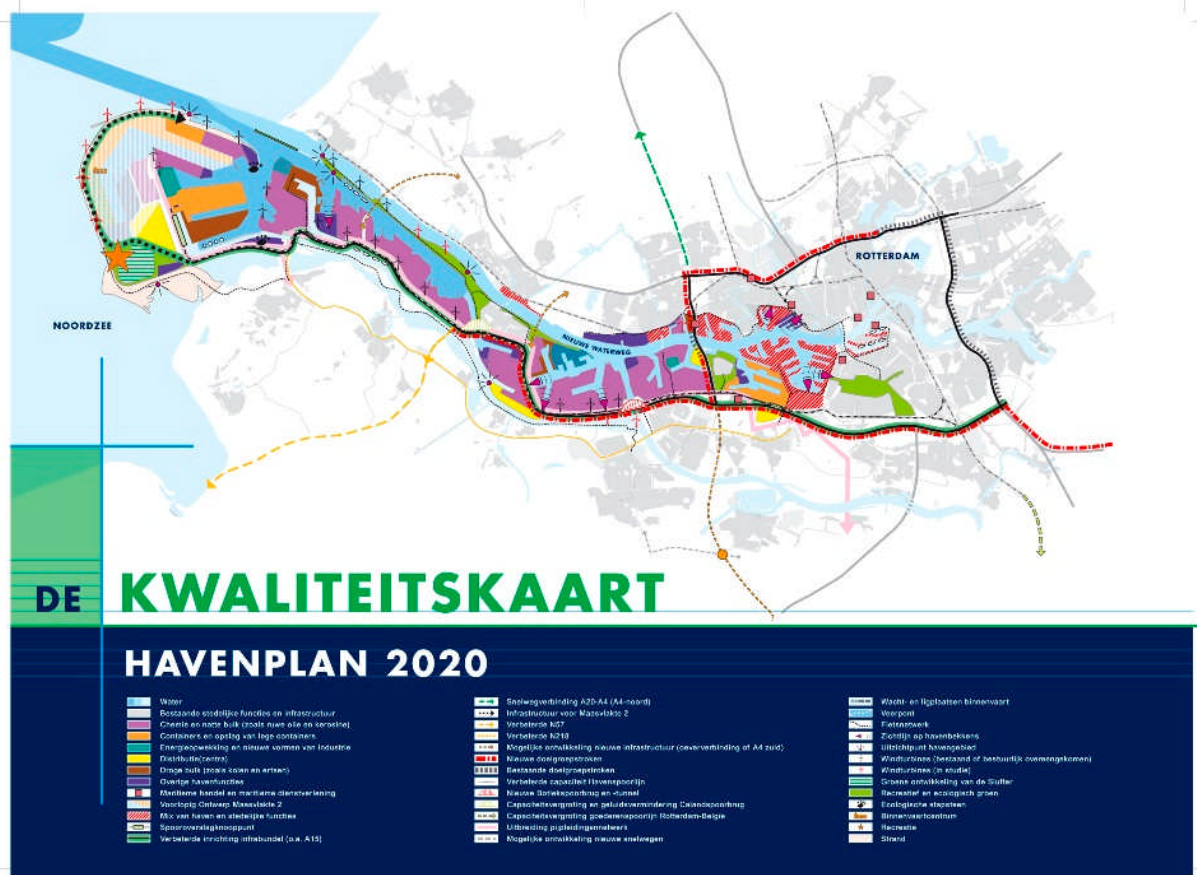 ROTTERDAM
NOORDZEE
NIEUWE WATERWEG
DE KWALITEITSKAART
HAVENPLAN 2020
Water
Bestaande stedelijke functies en infrastructuur
Chemie en natte bulk (zoals ruwe olie en kerosine)
Containers en opslag van lege containers
Energieopwekking en nieuwe vormen van industrie
Distributie(centra)
Droge bulk (zoals kolen en ertsen)
Overige havenfuncties
Maritieme handel en maritieme dienstverlening
Voorlopig Ontwerp Maasvlakte 2
Mix van haven en stedelijke functies
Spooroverslagknooppunt
Verbeterde inrichting infrabundel (o.a. A15)
Snelwegverbinding A20-A4 (A4-noord)
Infrastructuur voor Maasvlakte 2
Verbeterde N57
Verbeterde N218
Mogelijke ontwikkeling nieuwe infrastructuur (oeververbinding of A4 zuid)
Nieuwe doelgroepstroken
Bestaande doelgroepstroken
Verbeterde capaciteit Havenspoorlijn
Nieuwe Botlekspoorbrug en -tunnel
Capaciteitsvergroting en geluidsvermindering Calandspoorbrug
Capaciteitsvergroting goederenspoorlijn Rotterdam-Belgie
Uitbreiding pijpleidingennetwerk
Mogelijke ontwikkeling nieuwe snelwegen
Wacht- en ligplaatsen binnenvaart
Veerpont
Fietsnetwerk
Zichtlijn op havenbekkens
Uitzichtpunt havengebied
Windturbines (bestaand of bestuurlijk overeengekomen)
Windturbines (in studie)
Groene ontwikkeling van de Slufter
Recreatief en ecologisch groen
Ecologische stapsteen
Binnenvaartcentrum
Recreatie
Strand